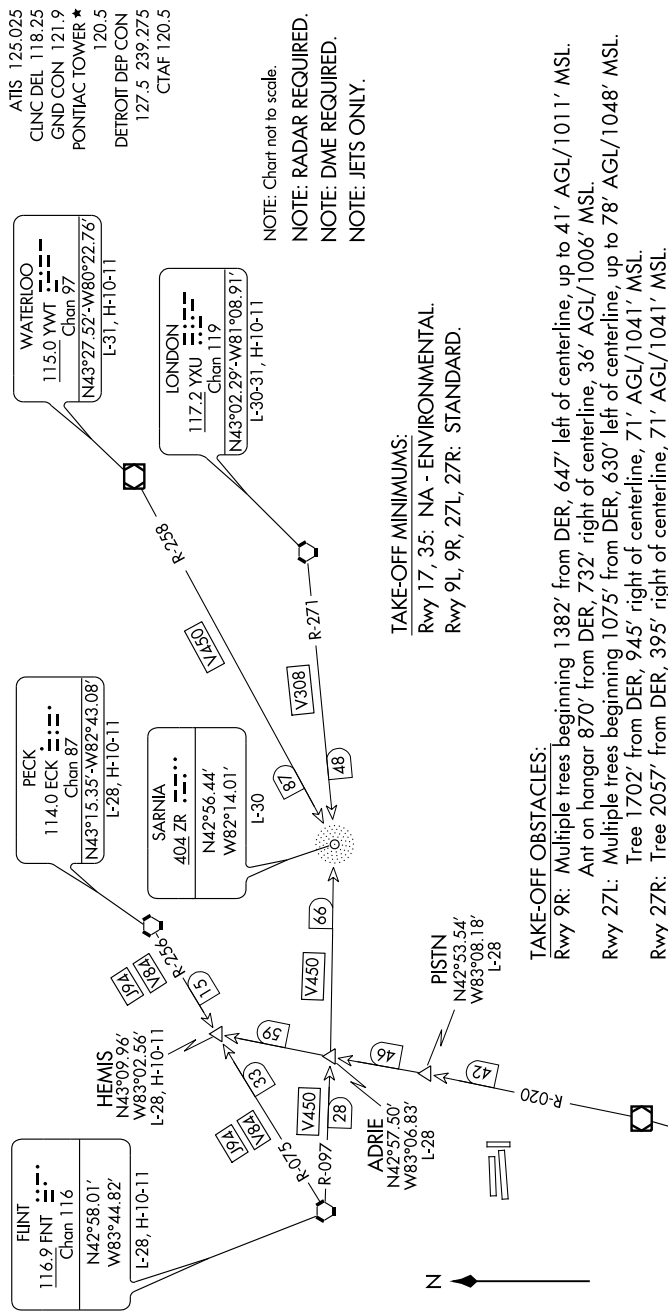 ATIS 125.025
CLNC DEL 118.25
GND CON 121.9
PONTIAC TOWER ★
120.5
DETROIT DEP CON
127.5 239.275
CTAF 120.5
NOTE: Chart not to scale.
NOTE: RADAR REQUIRED.
NOTE: DME REQUIRED.
NOTE: JETS ONLY.
WATERLOO
115.0 YWT
Chan 97
N43°27.52'-W80°22.76'
L-31, H-10-11
LONDON
117.2 YXU
Chan 119
N43°02.29'-W81°08.91'
L-30-31, H-10-11
R-258
V450
87
R-271
V308
48
PECK
114.0 ECK
Chan 87
N43°15.35'-W82°43.08'
L-28, H-10-11
SARNIA
404 ZR
N42°56.44'
W82°14.01'
L-30
R-256
J94
V84
15
HEMIS
N43°09.96'
W83°02.56'
L-28, H-10-11
FLINT
116.9 FNT
Chan 116
N42°58.01'
W83°44.82'
L-28, H-10-11
R-075
J94
V84
33
R-097
V450
28
V450
66
59
ADRIE
N42°57.50'
W83°06.83'
L-28
46
PISTN
N42°53.54'
W83°08.18'
L-28
42
R-020
N
TAKE-OFF MINIMUMS:
Rwy 17, 35: NA - ENVIRONMENTAL.
Rwy 9L, 9R, 27L, 27R: STANDARD.
TAKE-OFF OBSTACLES:
Rwy 9R: Multiple trees beginning 1382' from DER, 647' left of centerline, up to 41' AGL/1011' MSL.
Ant on hangar 870' from DER, 732' right of centerline, 36' AGL/1006' MSL.
Rwy 27L: Multiple trees beginning 1075' from DER, 630' left of centerline, up to 78' AGL/1048' MSL.
Tree 1702' from DER, 945' right of centerline, 71' AGL/1041' MSL.
Rwy 27R: Tree 2057' from DER, 395' right of centerline, 71' AGL/1041' MSL.